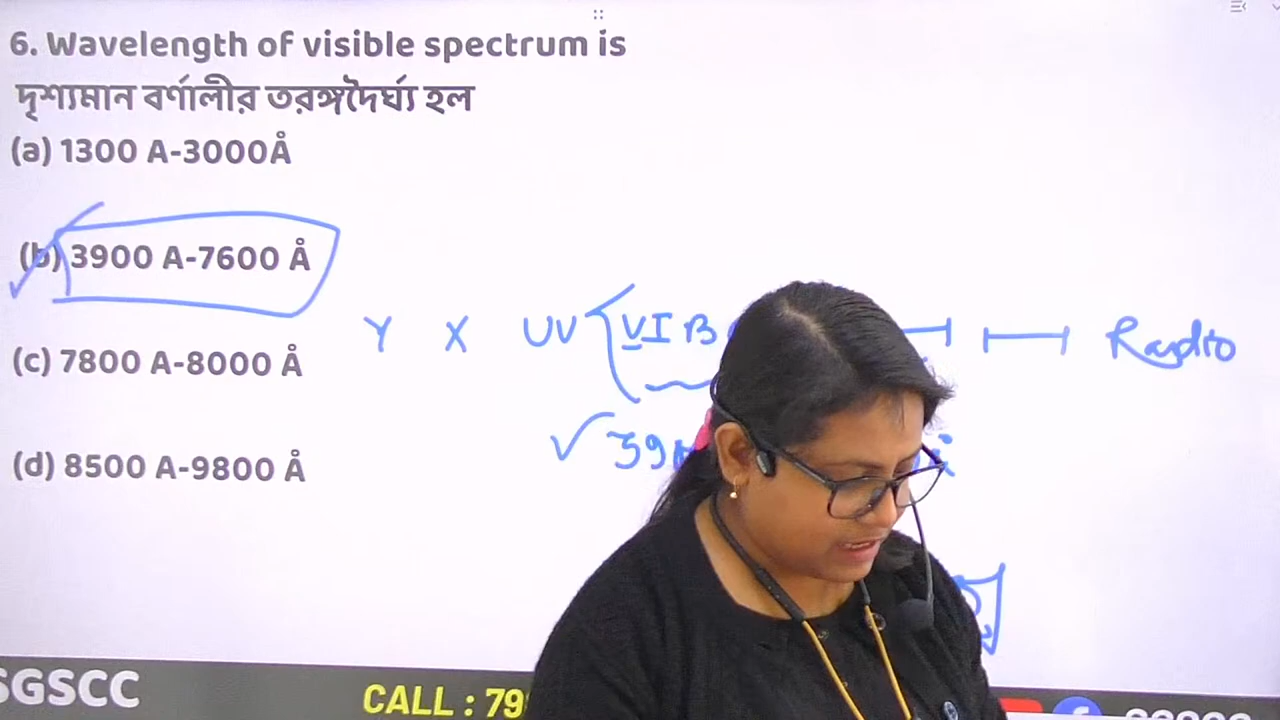 6. Wavelength of visible spectrum is
দৃশ্যমান বর্ণালীর তরঙ্গদৈর্ঘ্য হল
(a) 1300 A-3000Å
(b) 3900 A-7600 Å
(c) 7800 A-8000 Å
(d) 8500 A-9800 Å
γ X UV VIB Radio
39
SGSCC
CALL : 79